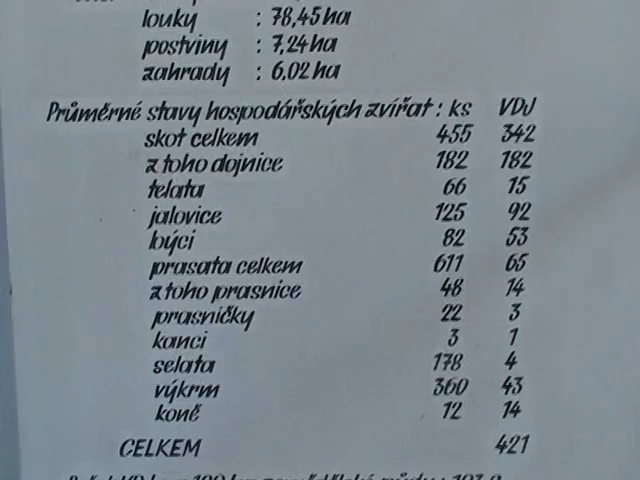 louky : 78,45 ha
postviny : 7,24 ha
zahrady : 6,02 ha
Průměrné stavy hospodářských zvířat : ks VDJ
skot celkem 455 342
z toho dojnice 182 182
telata 66 15
jalovice 125 92
býci 82 53
prasata celkem 611 65
z toho prasnice 48 14
prasničky 22 3
kanci 3 1
selata 178 4
výkrm 360 43
koně 12 14
CELKEM 421